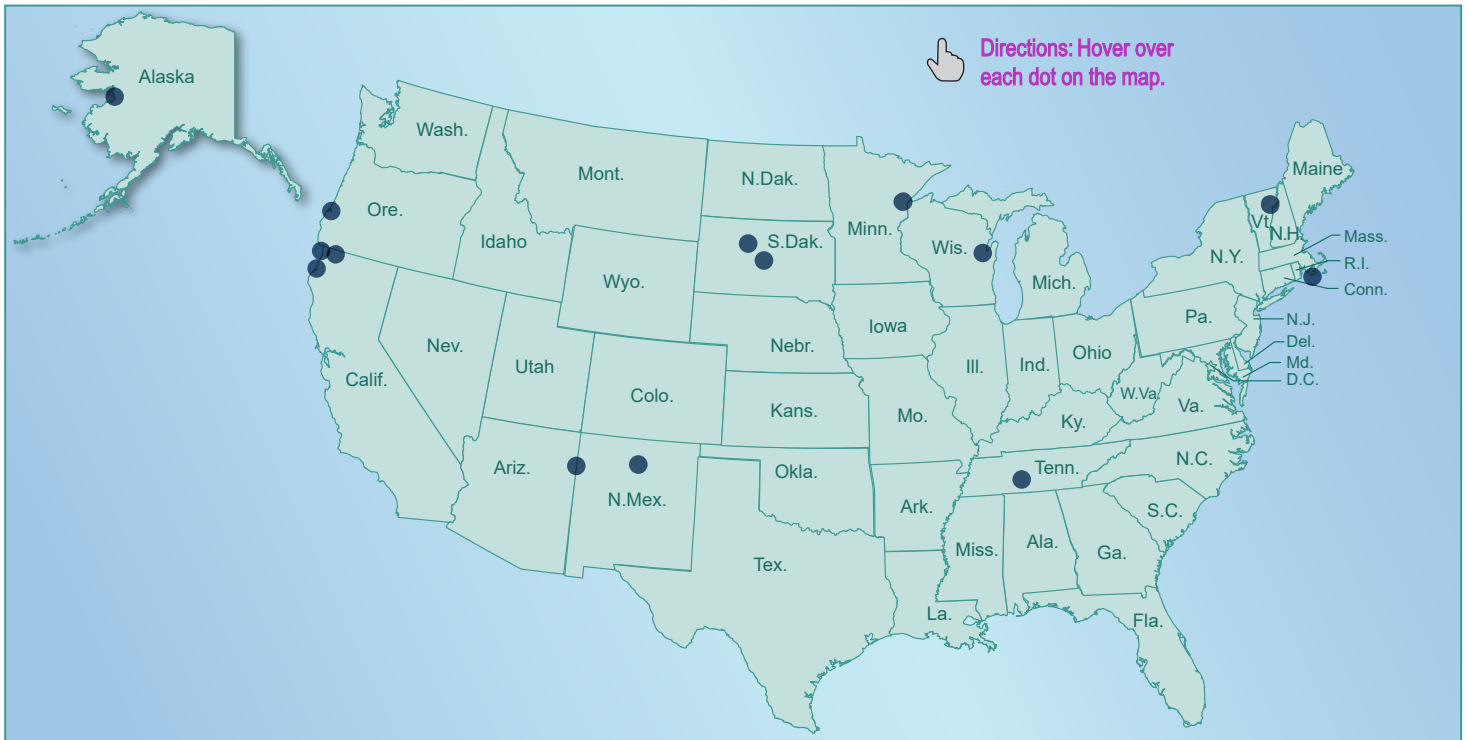 Directions: Hover over
each dot on the map.
Alaska
Wash.
Mont.
N.Dak.
Minn.
Maine
Ore.
Idaho
S.Dak.
Wis.
Mich.
Vt.
N.H.
N.Y.
Mass.
R.I.
Conn.
Wyo.
Iowa
Pa.
N.J.
Del.
Md.
D.C.
Nev.
Utah
Nebr.
Ill.
Ind.
Ohio
Calif.
Colo.
Kans.
Mo.
W.Va.
Va.
Ky.
Ariz.
N.Mex.
Okla.
Tenn.
N.C.
Ark.
S.C.
Tex.
Miss.
Ala.
Ga.
La.
Fla.